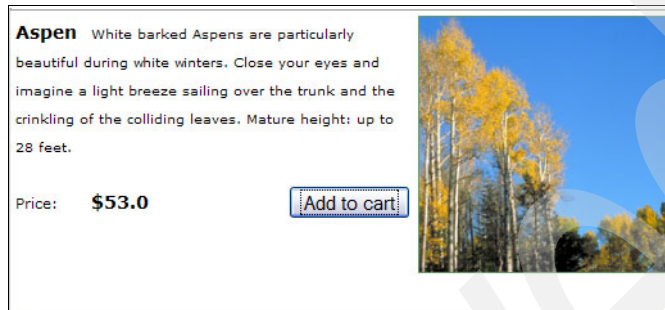 Aspen White barked Aspens are particularly
beautiful during white winters. Close your eyes and
imagine a light breeze sailing over the trunk and the
crinkling of the colliding leaves. Mature height: up to
28 feet.
Price: $53.0 Add to cart